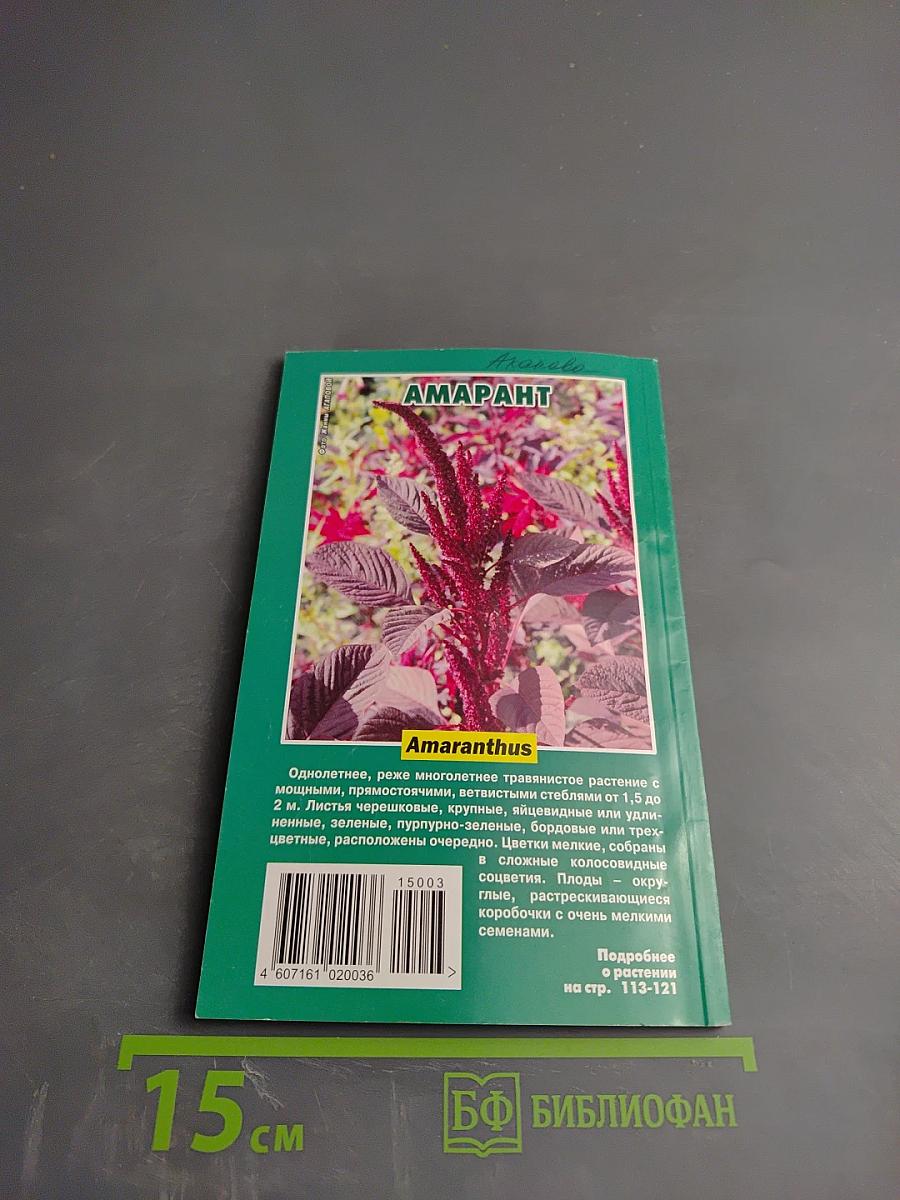 АМАРАНТ
Amaranthus
Однолетнее, реже многолетнее травянистое растение с
мощными, прямостоячими, ветвистыми стеблями от 1,5 до
2 м. Листья черешковые, крупные, яйцевидные или удли-
ненные, зеленые, пурпурно-зеленые, бордовые или трех-
цветные, расположены очередно. Цветки мелкие, собраны
в сложные колосовидные
соцветия. Плоды – окру-
глые, растрескивающиеся
коробочки с очень мелкими
семенами.
15003
4 607161 020036 >
Подробнее
о растении
на стр. 113-121
15 см
БФ БИБЛИОФАН